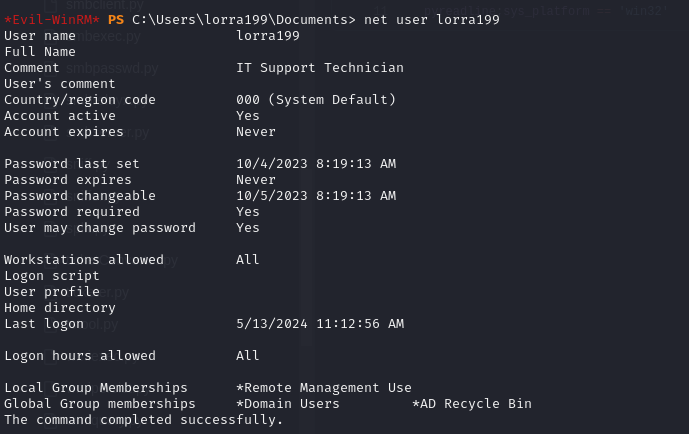 *Evil-WinRM* PS C:\Users\lorra199\Documents> net user lorra199
User name                    lorra199
Full Name
Comment                      IT Support Technician
User's comment
Country/region code          000 (System Default)
Account active               Yes
Account expires              Never

Password last set            10/4/2023 8:19:13 AM
Password expires             Never
Password changeable          10/5/2023 8:19:13 AM
Password required            Yes
User may change password     Yes

Workstations allowed         All
Logon script
User profile
Home directory
Last logon                   5/13/2024 11:12:56 AM

Logon hours allowed          All

Local Group Memberships      *Remote Management Use
Global Group memberships     *Domain Users         *AD Recycle Bin
The command completed successfully.